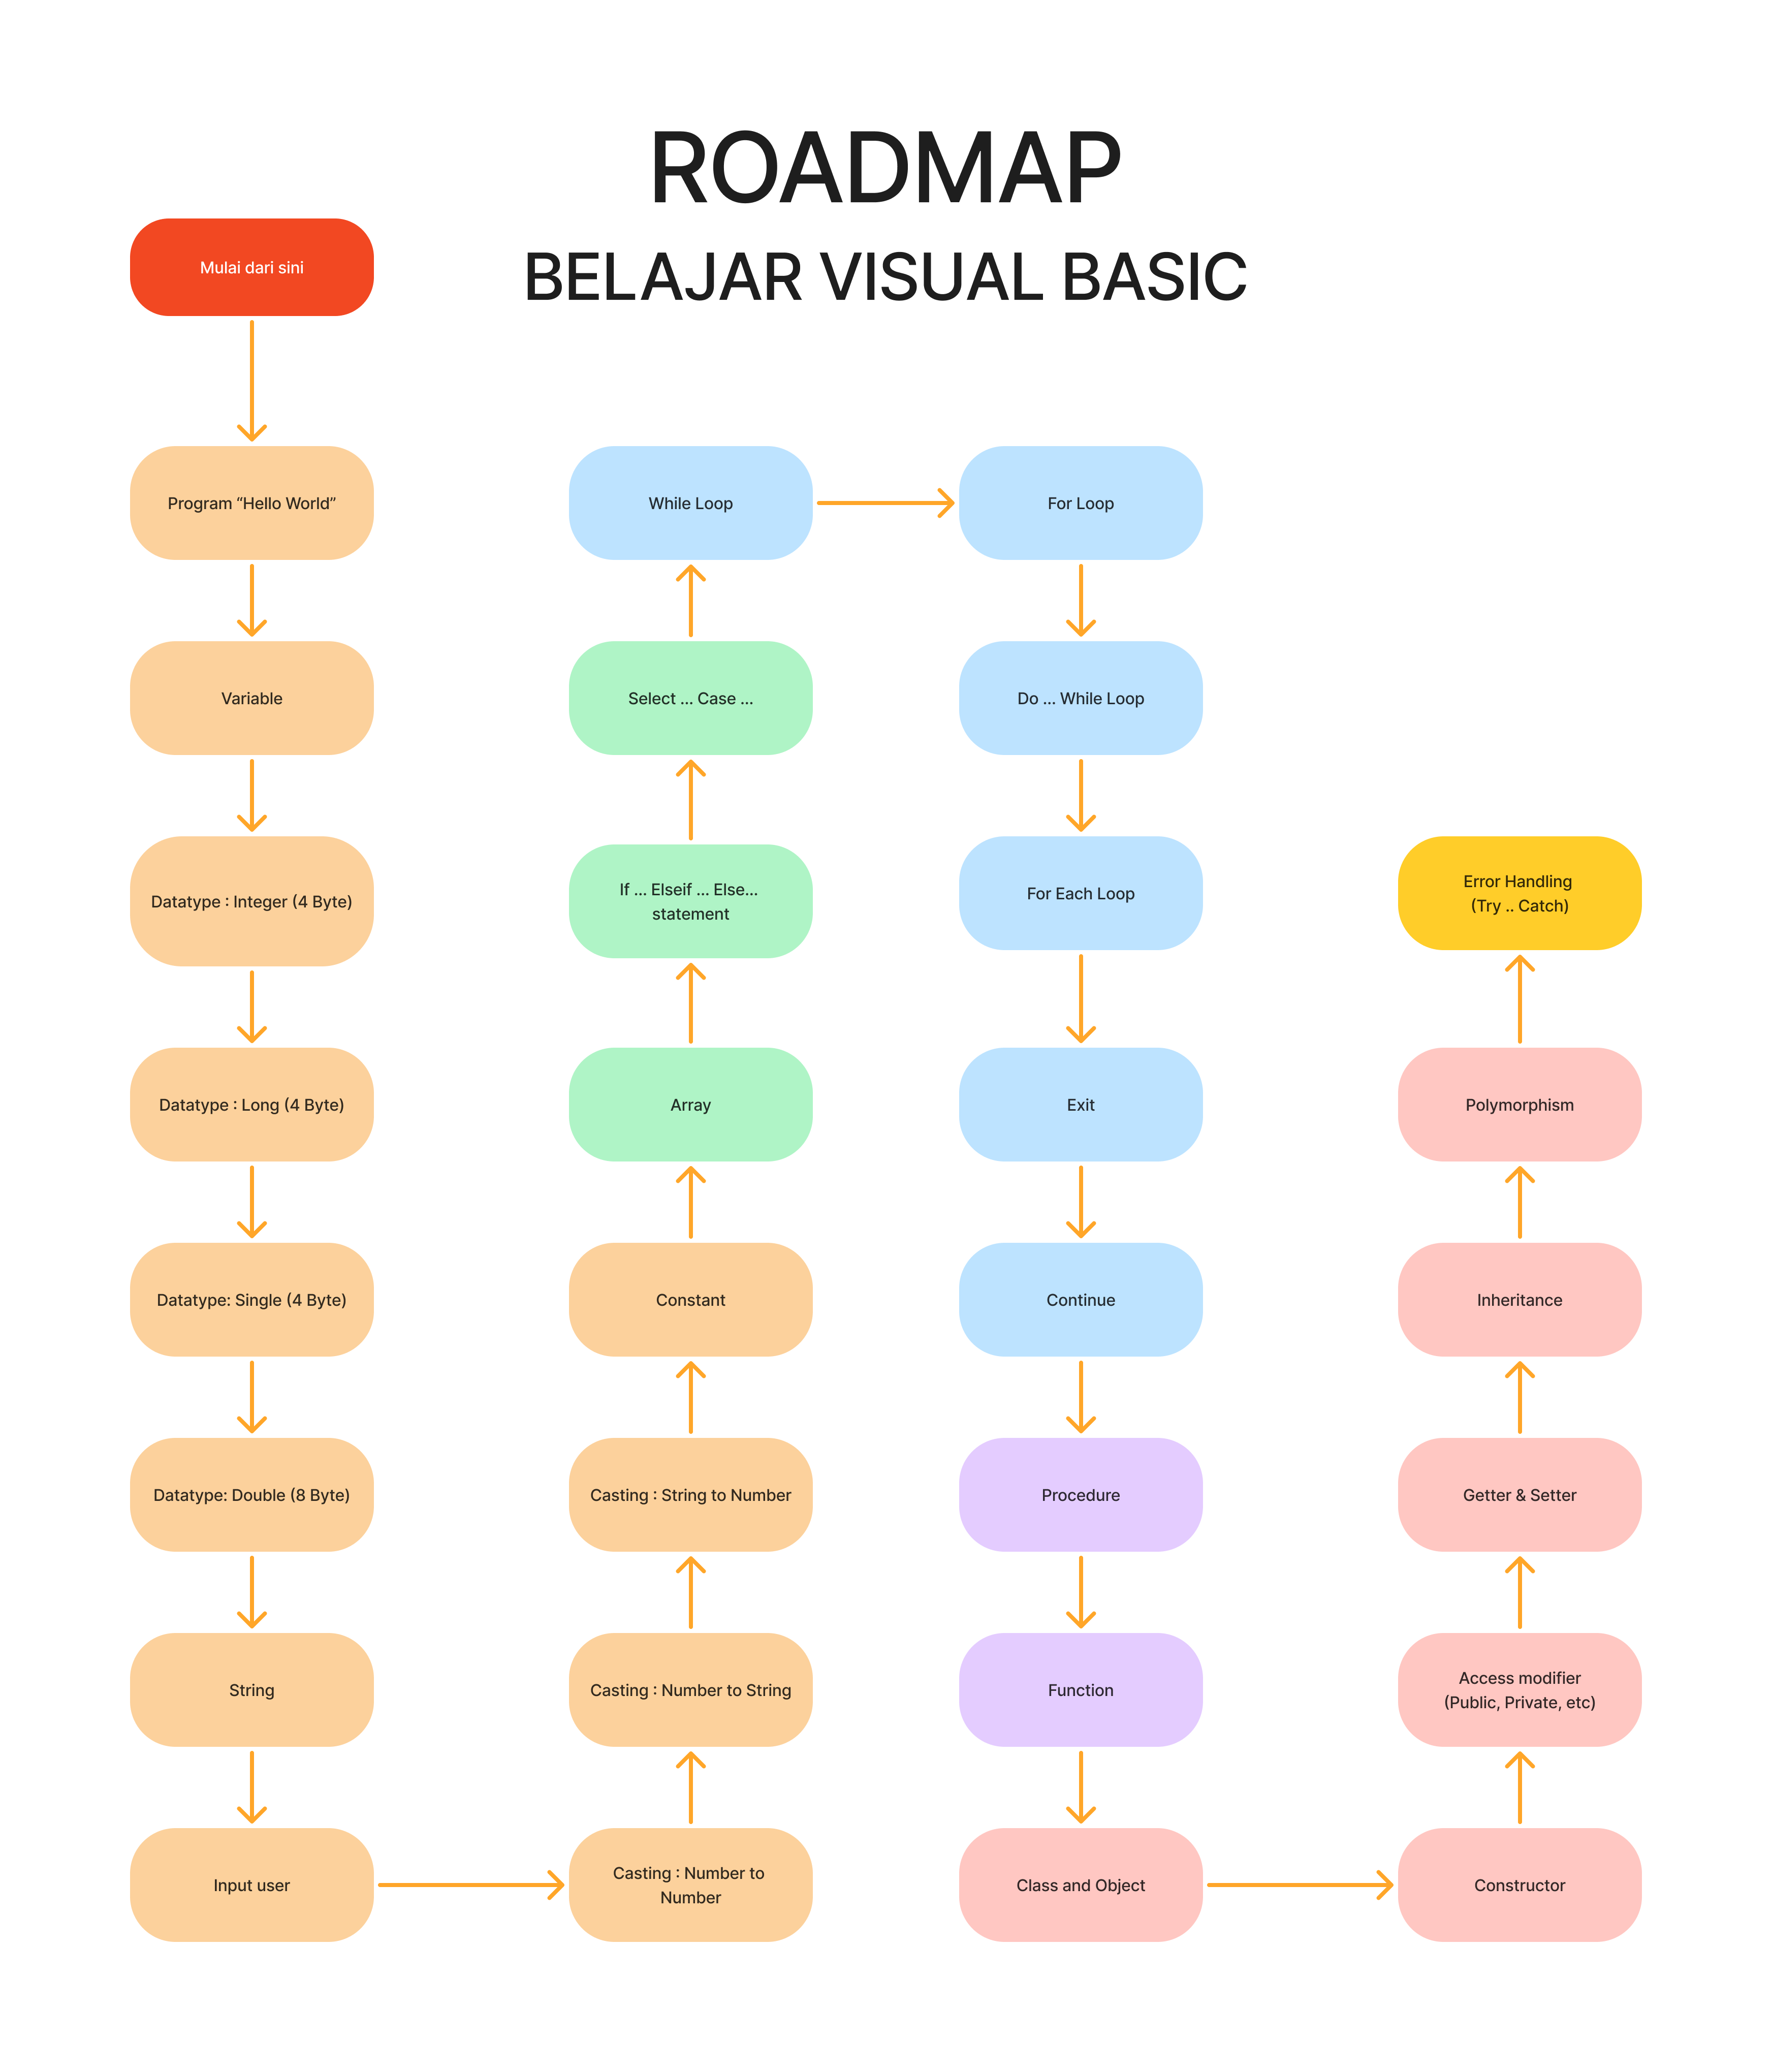 ROADMAP
BELAJAR VISUAL BASIC
Mulai dari sini
Program “Hello World”
Variable
Datatype : Integer (4 Byte)
Datatype : Long (4 Byte)
Datatype: Single (4 Byte)
Datatype: Double (8 Byte)
String
Input user
Casting : Number to
Number
Casting : Number to String
Casting : String to Number
Constant
Array
If ... Elseif ... Else...
statement
Select ... Case ...
While Loop
For Loop
Do ... While Loop
For Each Loop
Exit
Continue
Procedure
Function
Class and Object
Constructor
Access modifier
(Public, Private, etc)
Getter & Setter
Inheritance
Polymorphism
Error Handling
(Try .. Catch)